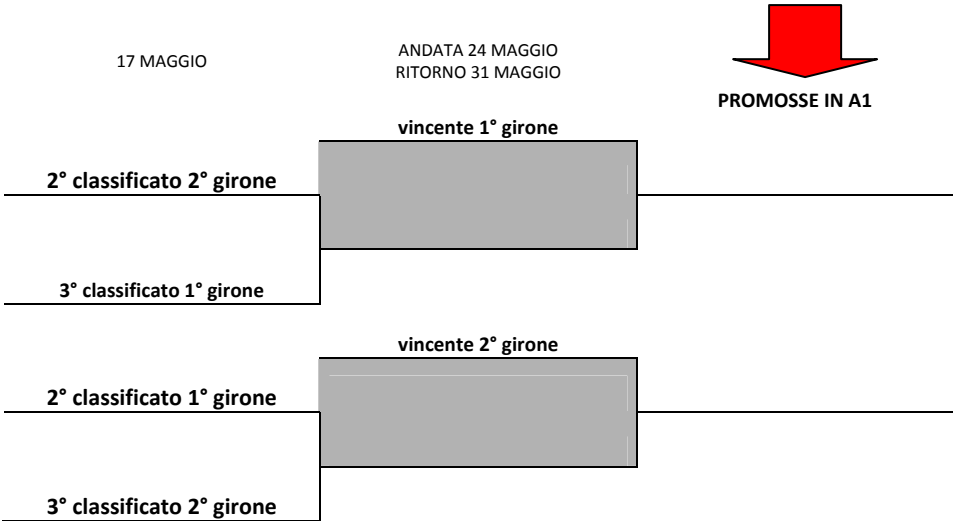 17 MAGGIO
ANDATA 24 MAGGIO
RITORNO 31 MAGGIO
PROMOSSE IN A1
vincente 1° girone
2° classificato 2° girone
3° classificato 1° girone
vincente 2° girone
2° classificato 1° girone
3° classificato 2° girone